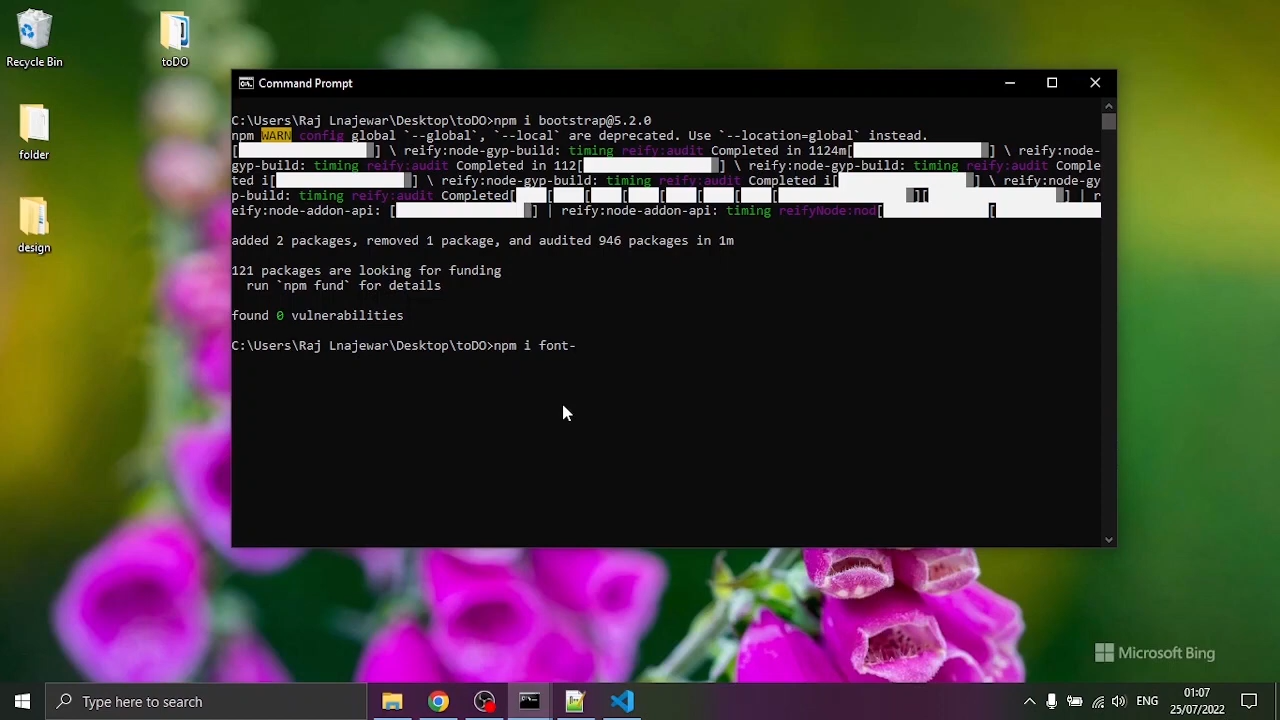 Recycle Bin
toDO
folder
design
Command Prompt
C:\Users\Raj Lnajewar\Desktop\toDO>npm i bootstrap@5.2.0
npm WARN config global `--global`, `--local` are deprecated. Use `--location=global` instead.
[ ] \ reify:node-gyp-build: timing reify:audit Completed in 1124m[ ] \ reify:node-
gyp-build: timing reify:audit Completed in 112[ ] \ reify:node-gyp-build: timing reify:audit Comple
ted i[ ] \ reify:node-gyp-build: timing reify:audit Completed i[ ] \ reify:node-gy
p-build: timing reify:audit Completed[ [ [ [ [ [ [ [ ][ ] | r
eify:node-addon-api: [ ] | reify:node-addon-api: timing reifyNode:nod[ [
added 2 packages, removed 1 package, and audited 946 packages in 1m
121 packages are looking for funding
run `npm fund` for details
found 0 vulnerabilities
C:\Users\Raj Lnajewar\Desktop\toDO>npm i font-
Microsoft Bing
Type here to search
ENG
01:07
25/07/2022